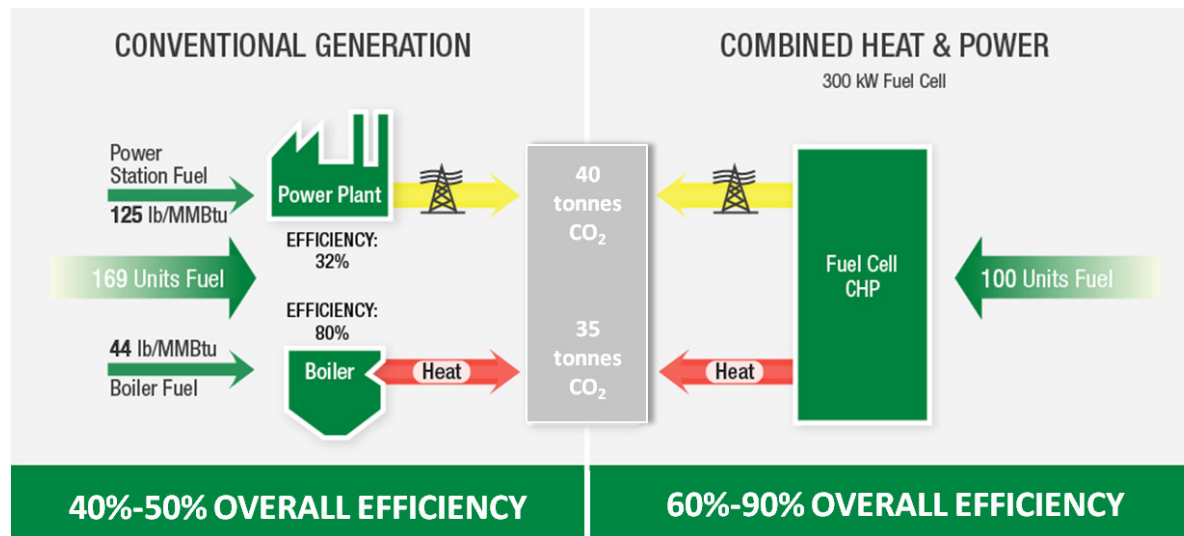 CONVENTIONAL GENERATION
Power
Station Fuel
125 lb/MMBtu
Power Plant
EFFICIENCY:
32%
169 Units Fuel
EFFICIENCY:
80%
44 lb/MMBtu
Boiler Fuel
Boiler
Heat
40
tonnes
CO₂
35
tonnes
CO₂
COMBINED HEAT & POWER
300 kW Fuel Cell
Fuel Cell
CHP
100 Units Fuel
Heat
40%-50% OVERALL EFFICIENCY
60%-90% OVERALL EFFICIENCY